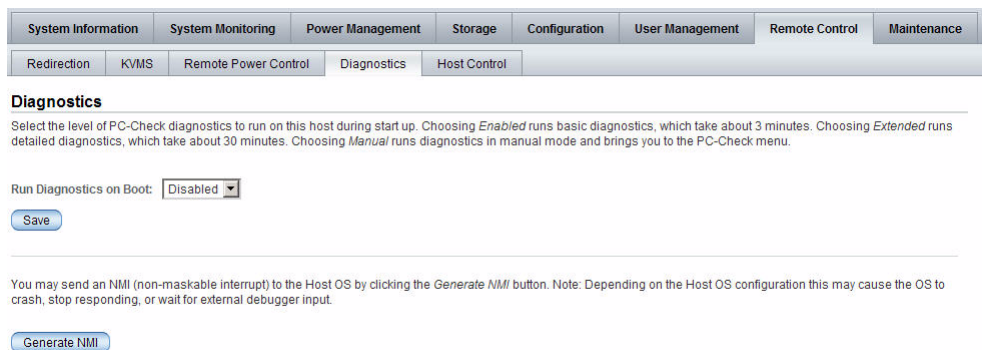 System Information System Monitoring Power Management Storage Configuration User Management Remote Control Maintenance
Redirection KVMS Remote Power Control Diagnostics Host Control
Diagnostics
Select the level of PC-Check diagnostics to run on this host during start up. Choosing Enabled runs basic diagnostics, which take about 3 minutes. Choosing Extended runs
detailed diagnostics, which take about 30 minutes. Choosing Manual runs diagnostics in manual mode and brings you to the PC-Check menu.
Run Diagnostics on Boot: Disabled
Save
You may send an NMI (non-maskable interrupt) to the Host OS by clicking the Generate NMI button. Note: Depending on the Host OS configuration this may cause the OS to
crash, stop responding, or wait for external debugger input.
Generate NMI